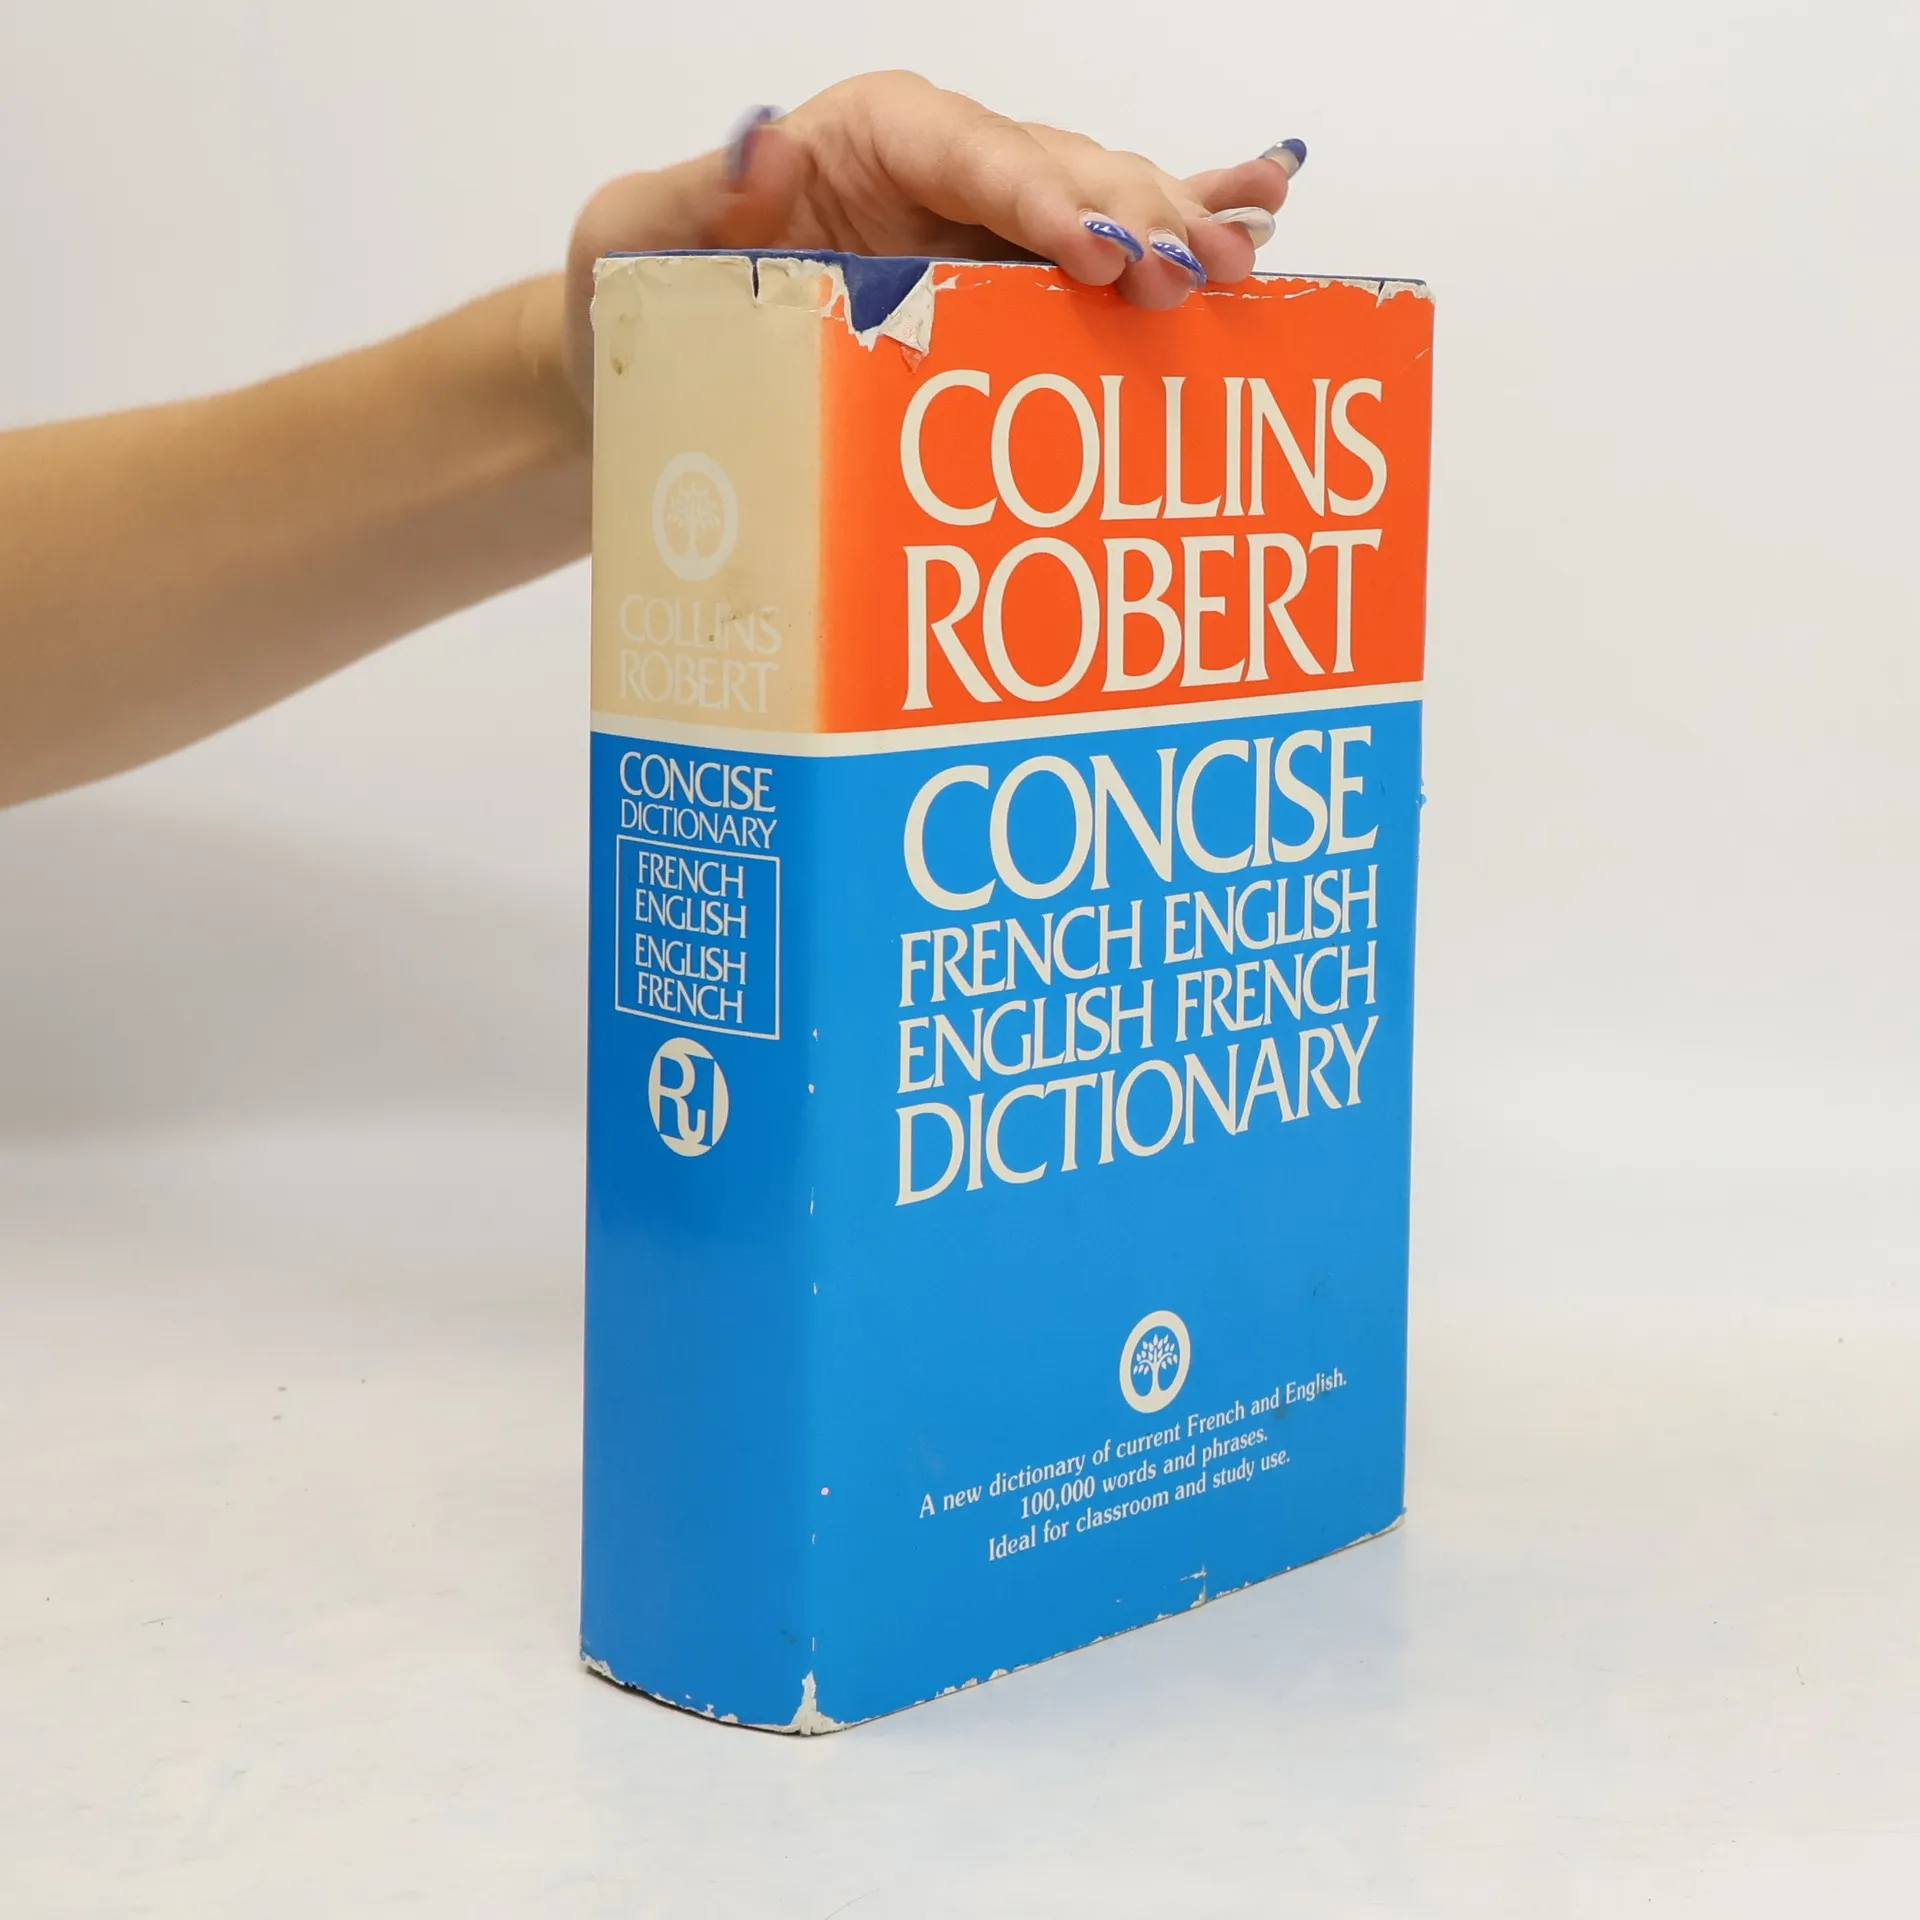 COLLINS
ROBERT
CONCISE
DICTIONARY
FRENCH
ENGLISH
ENGLISH
FRENCH
COLLINS
ROBERT
CONCISE
FRENCH ENGLISH
ENGLISH FRENCH
DICTIONARY
A new dictionary of current French and English.
100,000 words and phrases.
Ideal for classroom and study use.